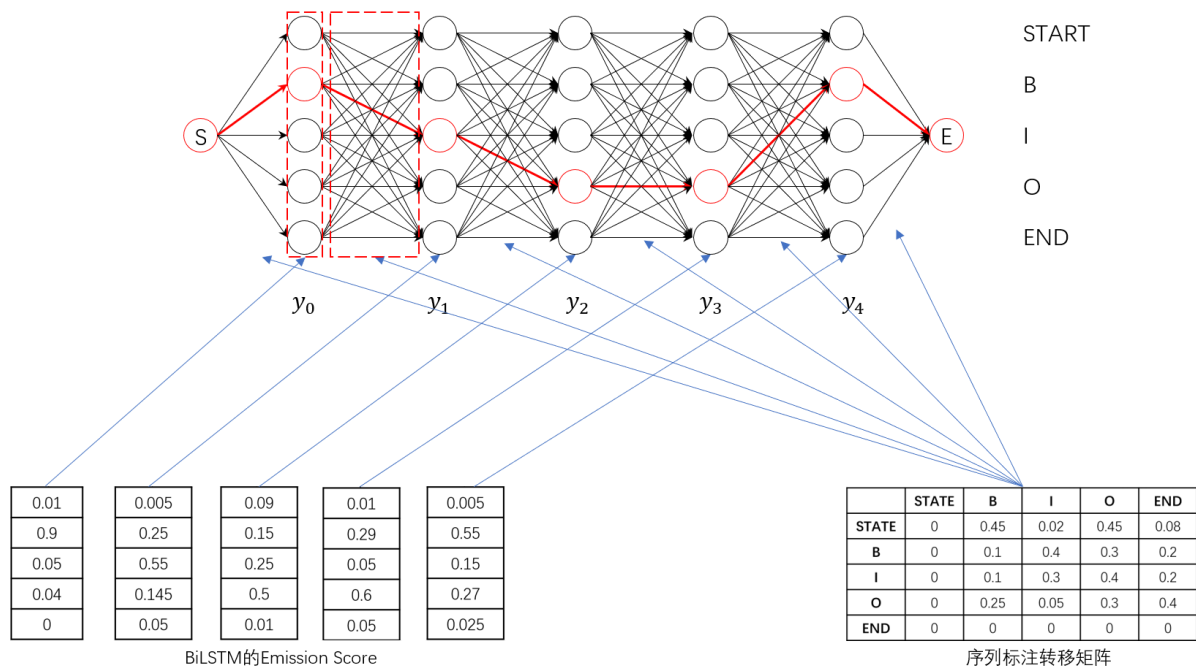 START
B
S
I
E
O
END
y₀ y₁ y₂ y₃ y₄
0.01 0.005 0.09 0.01 0.005
0.9 0.25 0.15 0.29 0.55
0.05 0.55 0.25 0.05 0.15
0.04 0.145 0.5 0.6 0.27
0 0.05 0.01 0.05 0.025
BiLSTM的Emission Score
STATE B I O END
STATE 0 0.45 0.02 0.45 0.08
B 0 0.1 0.4 0.3 0.2
I 0 0.1 0.3 0.4 0.2
O 0 0.25 0.05 0.3 0.4
END 0 0 0 0 0
序列标注转移矩阵